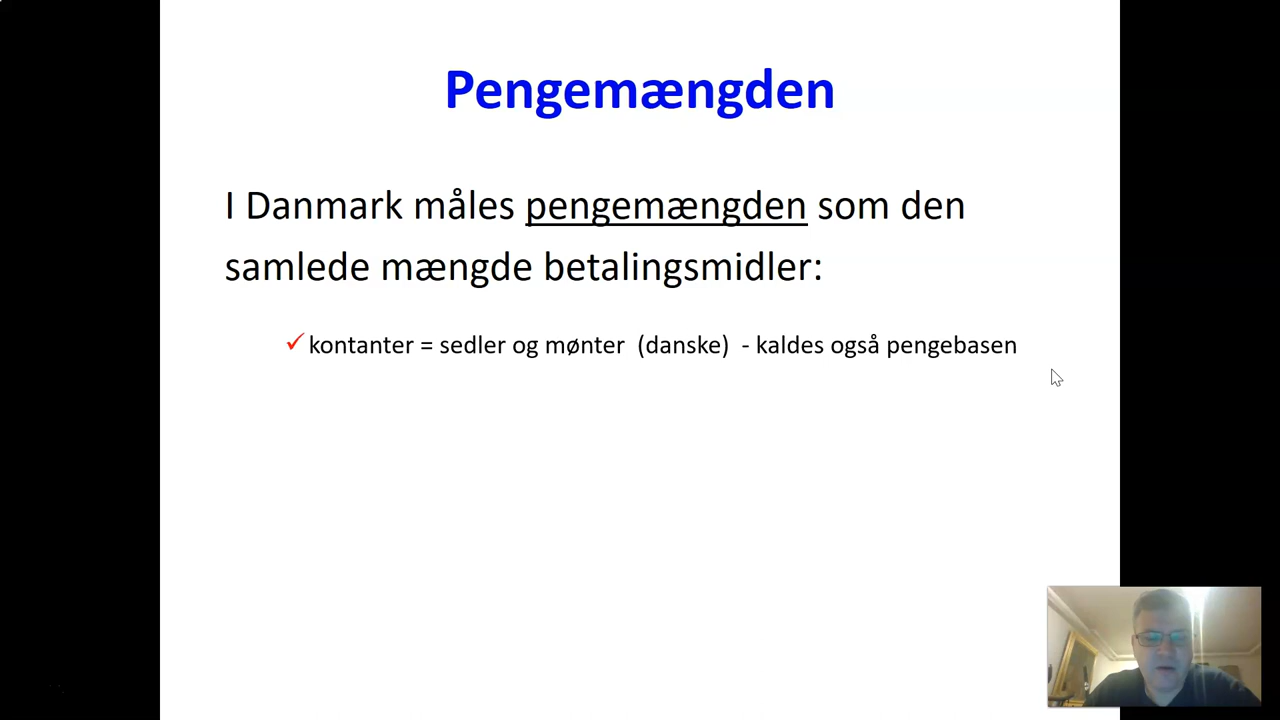 Pengemængden
I Danmark måles pengemængden som den
samlede mængde betalingsmidler:
✓kontanter = sedler og mønter (danske) - kaldes også pengebasen